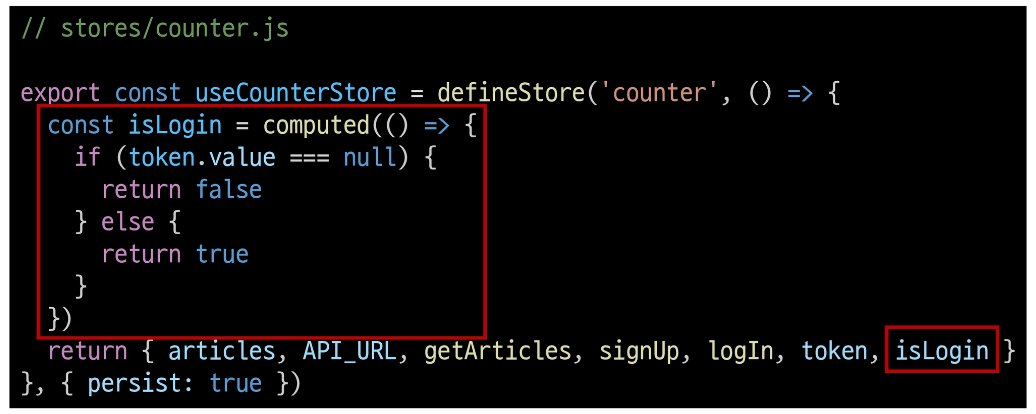 // stores/counter.js
export const useCounterStore = defineStore('counter', () => {
  const isLogin = computed(() => {
    if (token.value === null) {
      return false
    } else {
      return true
    }
  })
  return { articles, API_URL, getArticles, signUp, logIn, token, isLogin }
}, { persist: true })